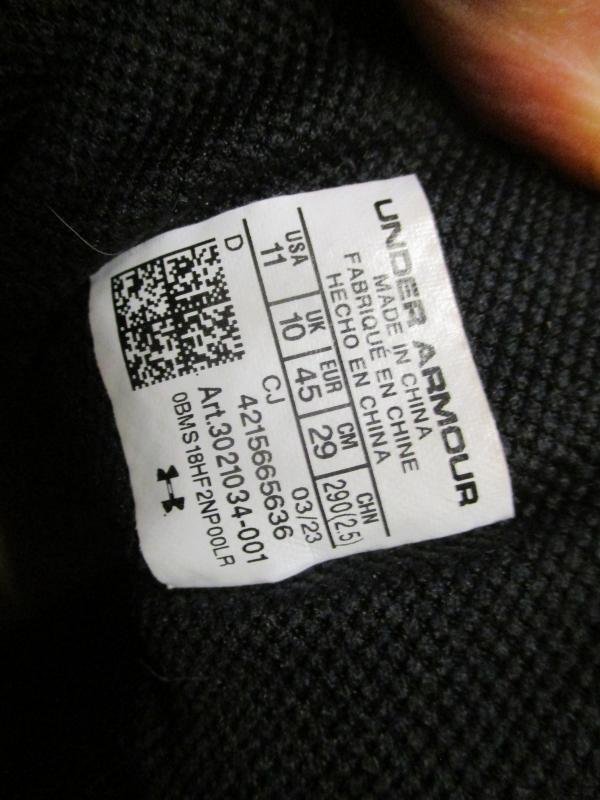 UNDER ARMOUR
MADE IN CHINA
FABRIQUÉ EN CHINE
HECHO EN CHINA
USA UK EUR CM CHN
11 10 45 29 290(2.5)
D CJ 03/23
4215665636
Art.3021034-001
0BMS18HF2NP00LR